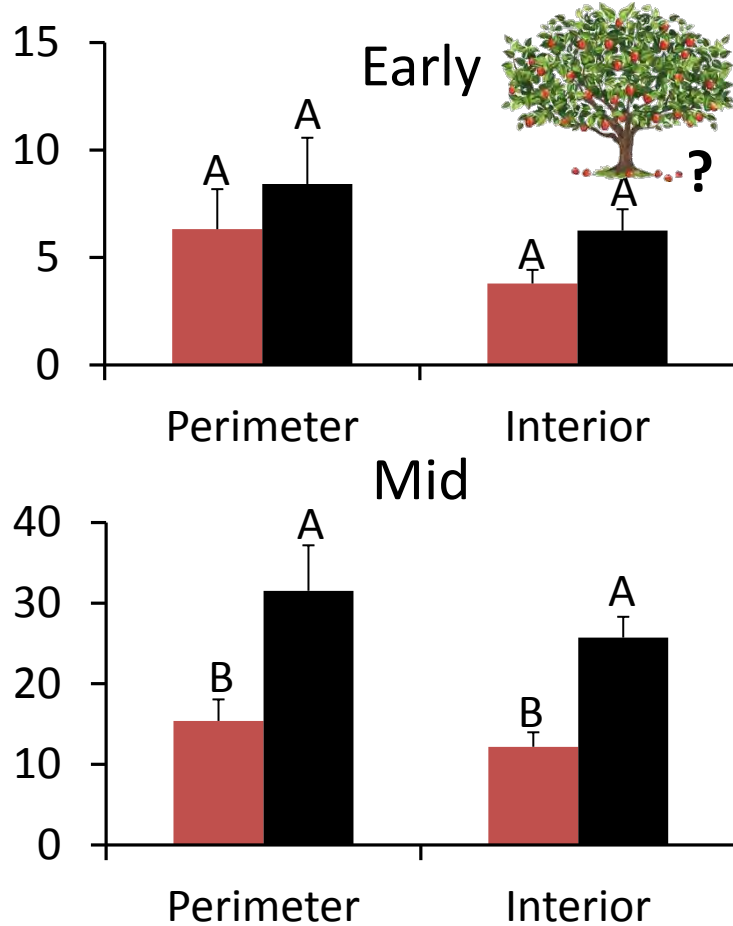 15
Early
A
A
10
?
A
A
5
0
Perimeter
Interior
Mid
40
A
30
A
20
B
B
10
0
Perimeter
Interior